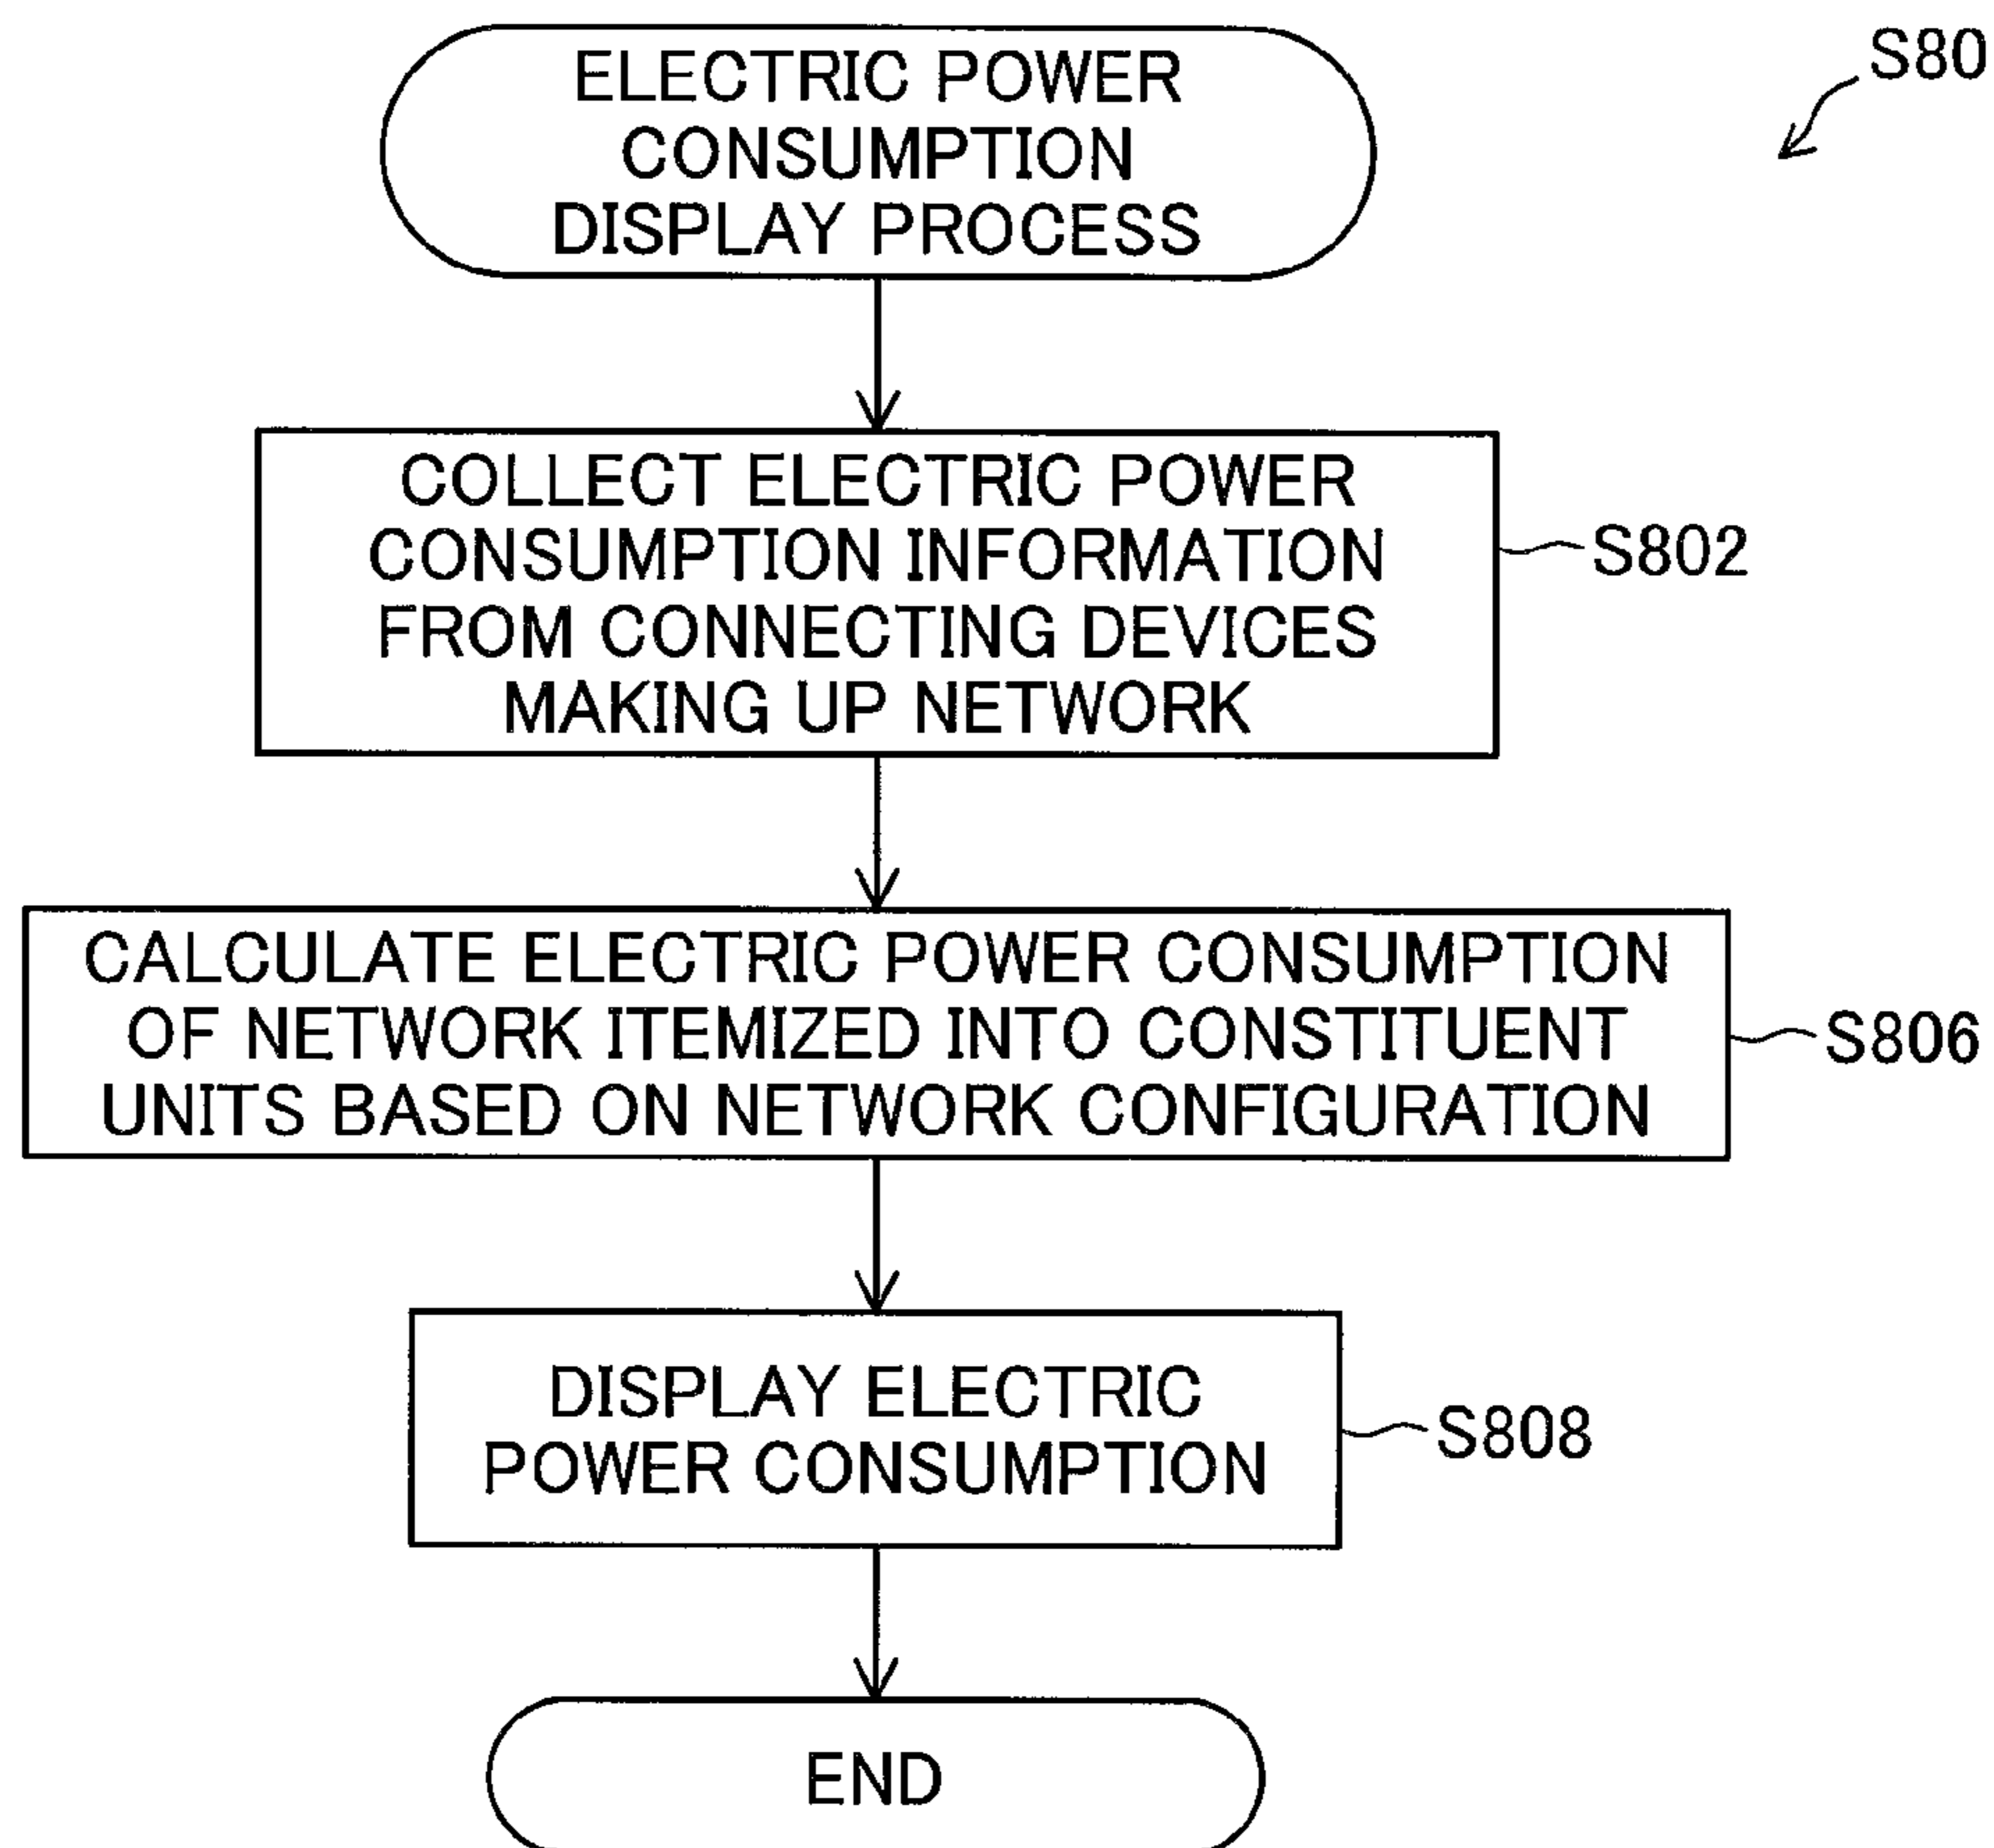 ELECTRIC POWER
CONSUMPTION
DISPLAY PROCESS
S80
COLLECT ELECTRIC POWER
CONSUMPTION INFORMATION
FROM CONNECTING DEVICES
MAKING UP NETWORK
S802
CALCULATE ELECTRIC POWER CONSUMPTION
OF NETWORK ITEMIZED INTO CONSTITUENT
UNITS BASED ON NETWORK CONFIGURATION
S806
DISPLAY ELECTRIC
POWER CONSUMPTION
S808
END